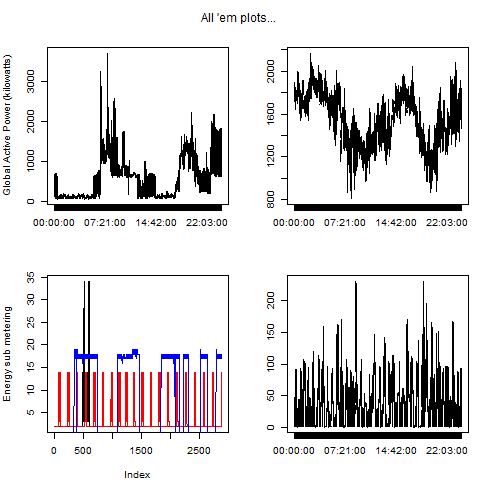 All 'em plots...
Global Active Power (kilowatts)
0 1000 2000 3000
00:00:00 07:21:00 14:42:00 22:03:00
800 1200 1600 2000
00:00:00 07:21:00 14:42:00 22:03:00
Energy sub metering
5 10 15 20 25 30 35
0 500 1500 2500
Index
0 50 100 150 200
00:00:00 07:21:00 14:42:00 22:03:00